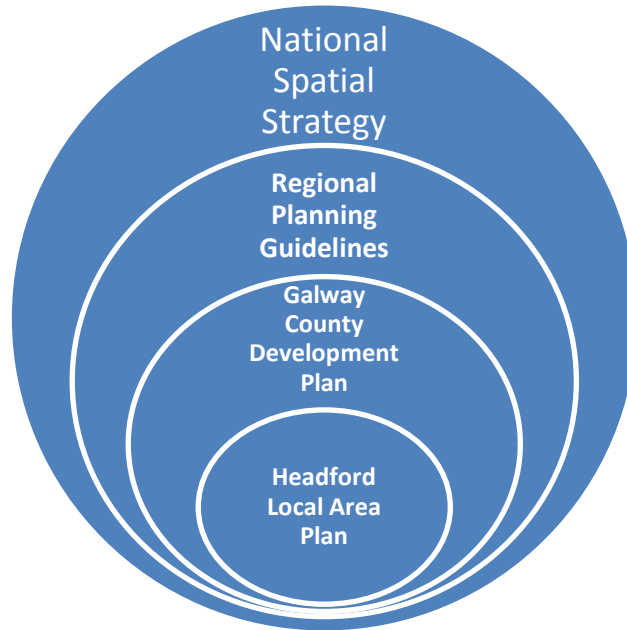 National
Spatial
Strategy
Regional
Planning
Guidelines
Galway
County
Development
Plan
Headford
Local Area
Plan